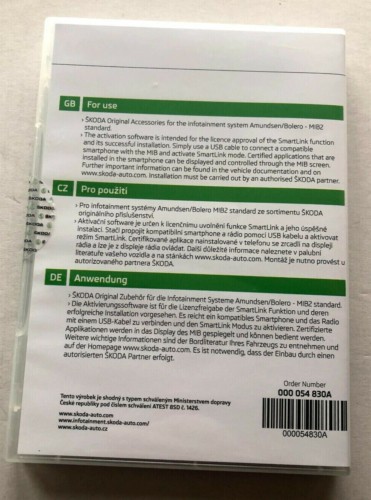 GB For use
› ŠKODA Original Accessories for the infotainment system Amundsen/Bolero - MIB2
standard.
› The activation software is intended for the licence approval of the SmartLink function
and its successful installation. Simply use a USB cable to connect a compatible
smartphone with the MIB and activate SmartLink mode. Certified applications that are
installed in the smartphone can be displayed and controlled through the MIB screen.
Further important information can be found in the vehicle documentation and on
www.skoda-auto.com. Installation must be carried out by an authorised ŠKODA partner.
CZ Pro použití
› Pro infotainment systémy Amundsen/Bolero MIB2 standard ze sortimentu ŠKODA
originálního příslušenství.
› Aktivační software je určen k licenčnímu uvolnění funkce SmartLink a jeho úspěšné
instalaci. Stačí propojit kompatibilní smartphone a rádio pomocí USB kabelu a aktivovat
režim SmartLink. Certifikované aplikace nainstalované v telefonu se zrcadlí na displeji
rádia a lze je z displeje rádia ovládat. Další důležité informace naleznete v palubní
literatuře vašeho vozidla a na stánkách www.skoda-auto.com. Montáž je nutno provést u
autorizovaného partnera ŠKODA.
DE Anwendung
› ŠKODA Original Zubehör für die Infotainment Systeme Amundsen/Bolero - MIB2 standard.
› Die Aktivierungssoftware ist für die Lizenzfreigabe der SmartLink Funktion und deren
erfolgreiche Installation vorgesehen. Es reicht ein kompatibles Smartphone und das Radio
mit einem USB-Kabel zu verbinden und den SmartLink Modus zu aktivieren. Zertifizierte
Applikationen werden in das Display des MIB gespiegelt und können bedient werden.
Weitere wichtige Informationen sind der Bordliteratur Ihres Fahrzeugs zu entnehmen und
auf der Homepage www.skoda-auto.com. Es ist notwendig, dass der Einbau durch einen
autorisierten ŠKODA Partner erfolgt.
Order Number
000 054 830A
Tento výrobek je shodný s typem schváleným Ministerstvem dopravy
České republiky pod číslem schválení ATEST 8SD č. 1426.
www.skoda-auto.com
www.infotainment.skoda-auto.com/
www.skoda-auto.cz
000054830A